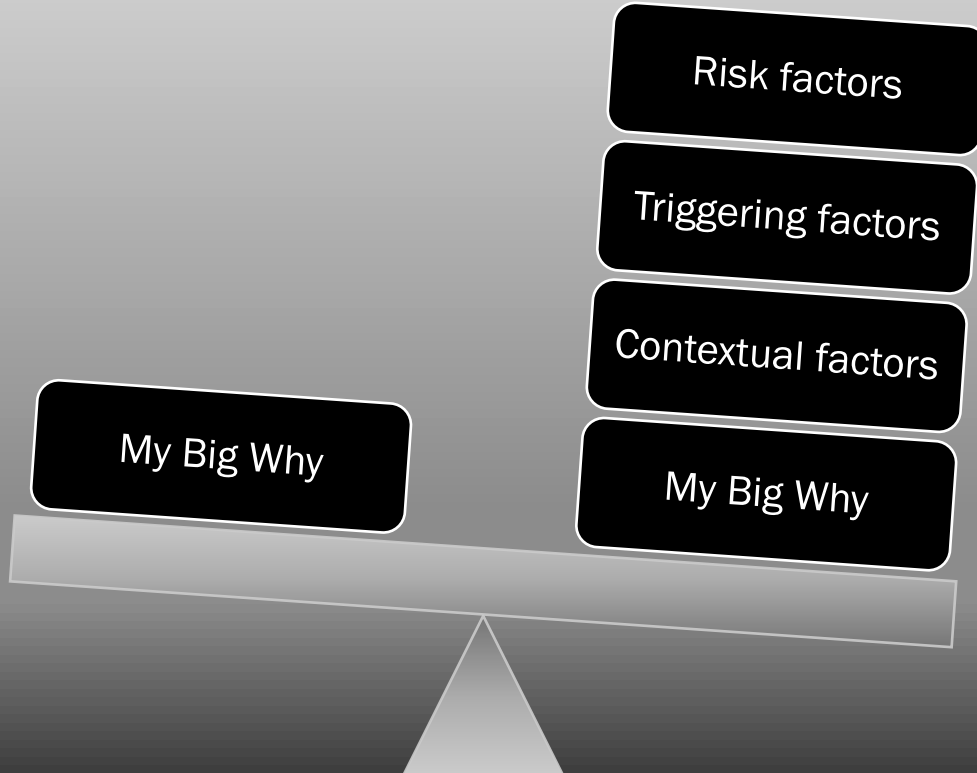 Risk factors
Triggering factors
Contextual factors
My Big Why
My Big Why